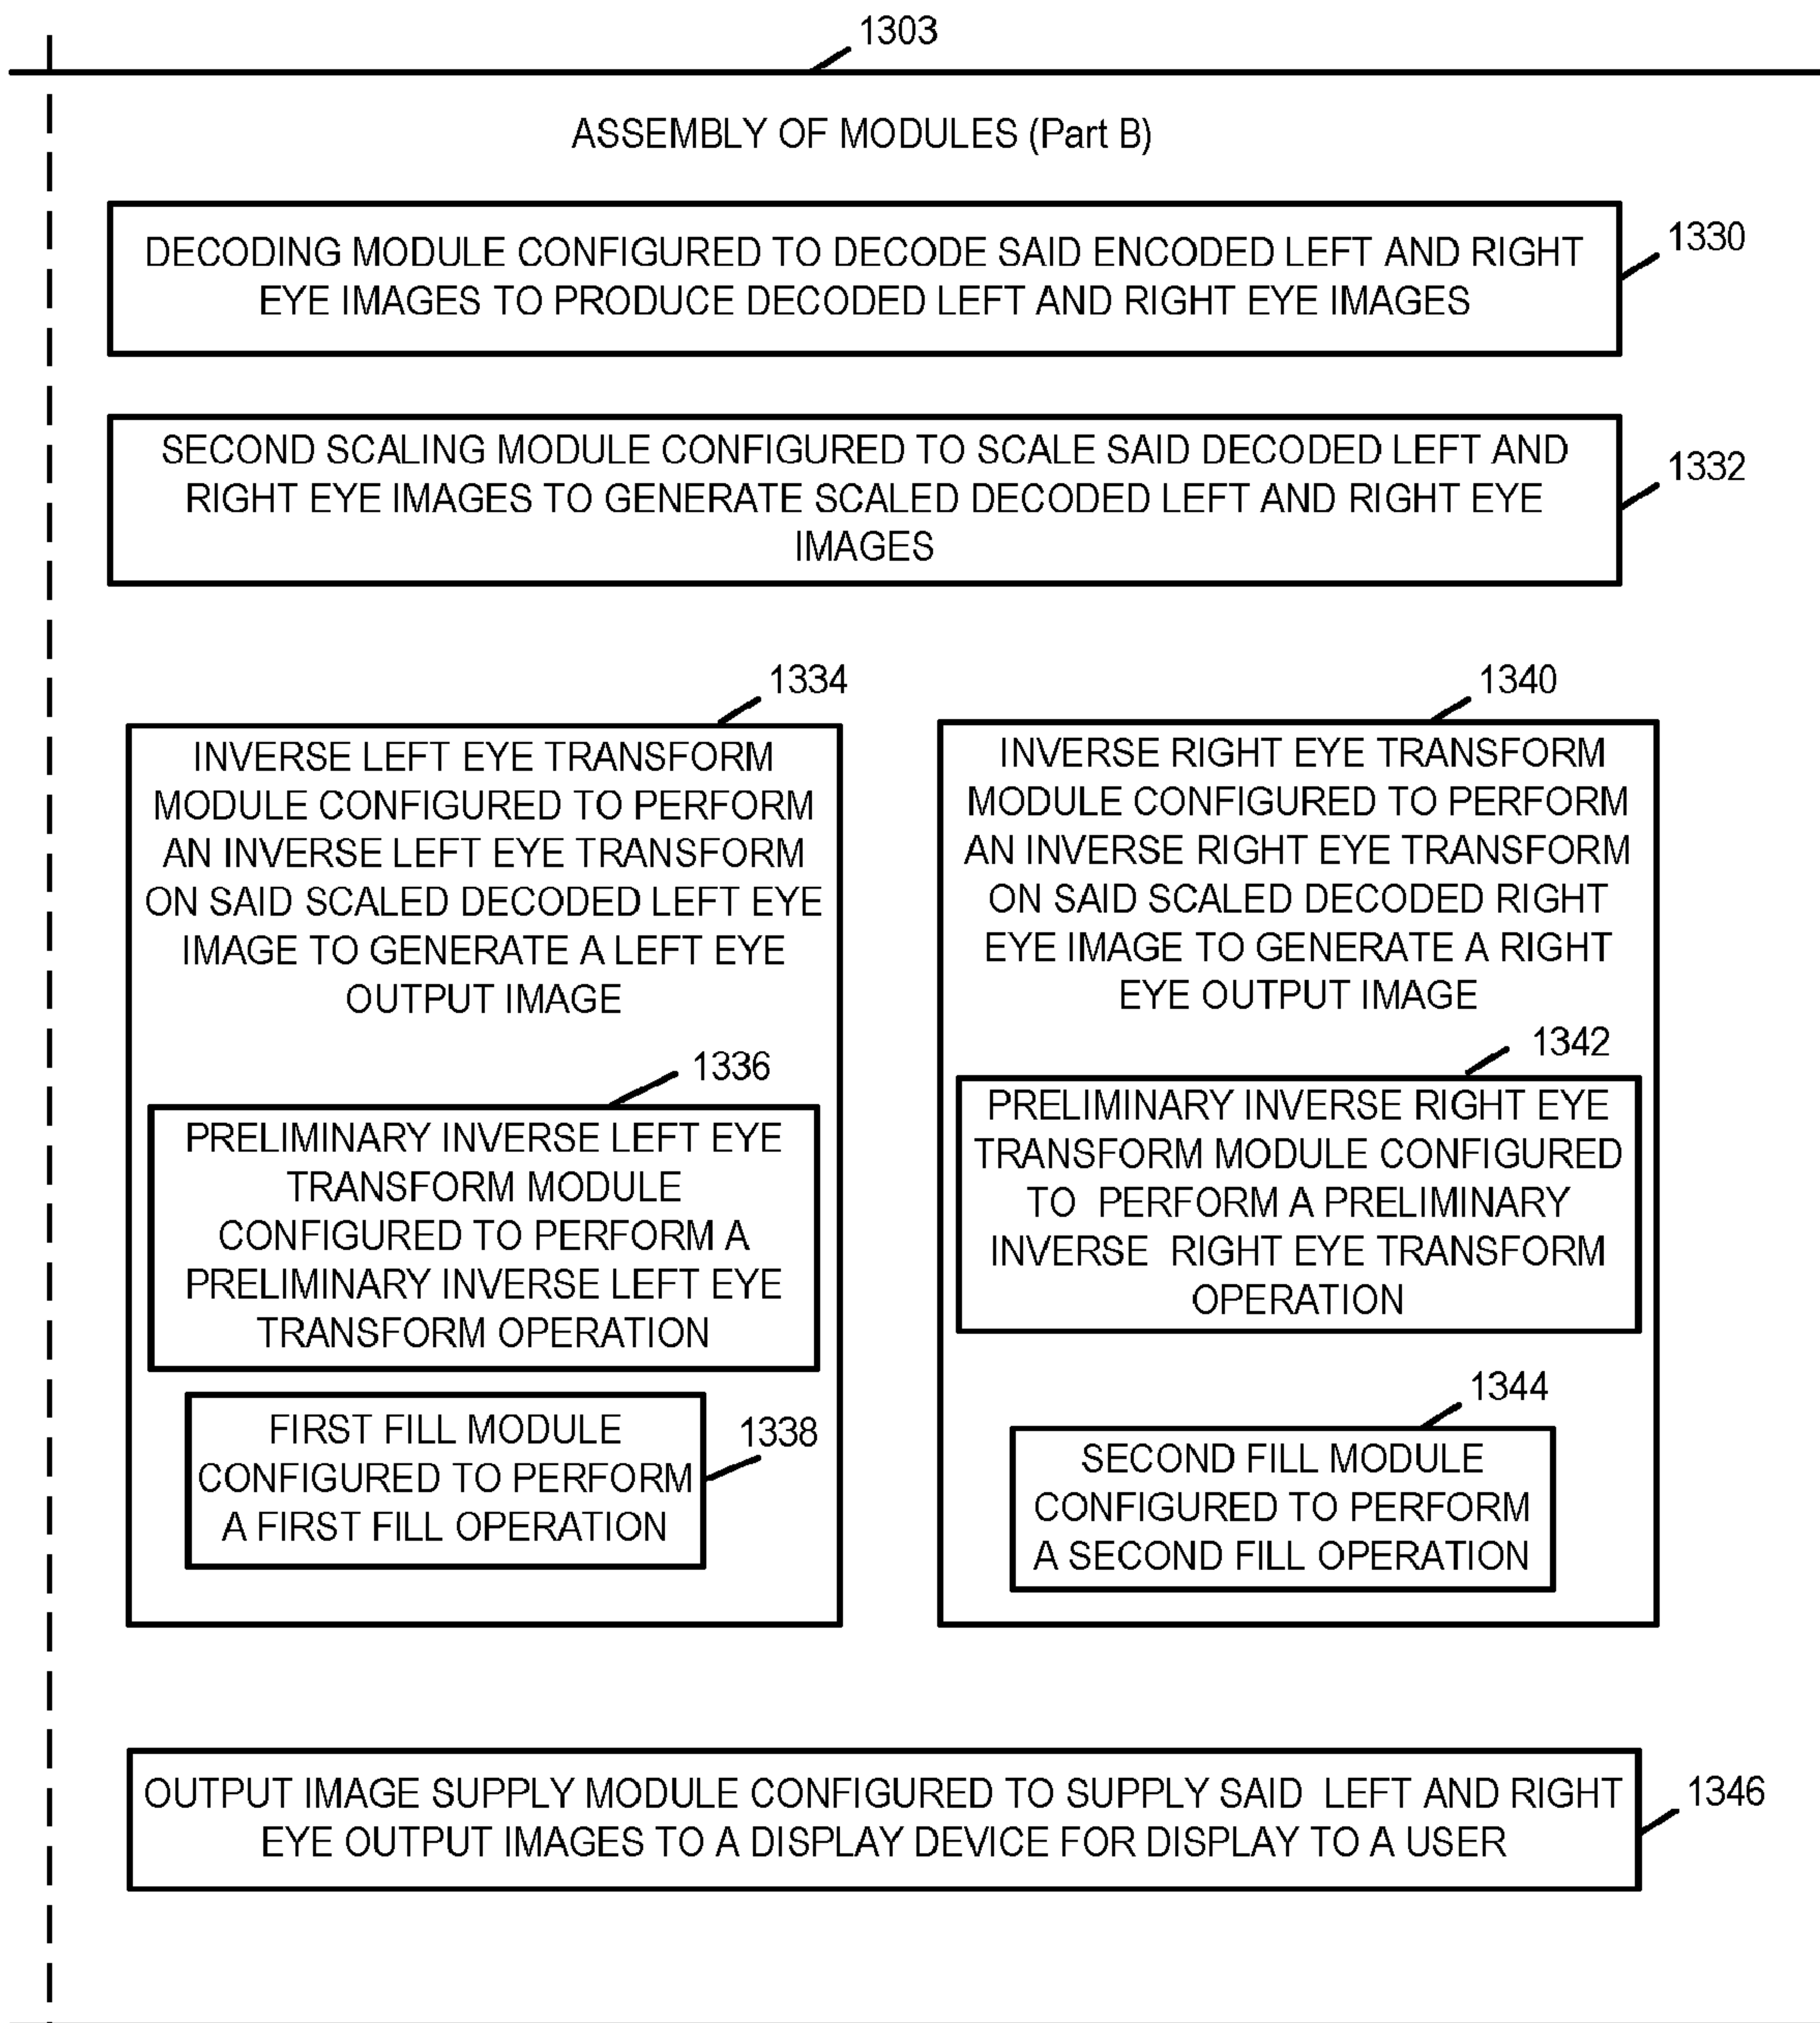 1303
ASSEMBLY OF MODULES (Part B)
DECODING MODULE CONFIGURED TO DECODE SAID ENCODED LEFT AND RIGHT
EYE IMAGES TO PRODUCE DECODED LEFT AND RIGHT EYE IMAGES
1330
SECOND SCALING MODULE CONFIGURED TO SCALE SAID DECODED LEFT AND
RIGHT EYE IMAGES TO GENERATE SCALED DECODED LEFT AND RIGHT EYE
IMAGES
1332
1334
INVERSE LEFT EYE TRANSFORM
MODULE CONFIGURED TO PERFORM
AN INVERSE LEFT EYE TRANSFORM
ON SAID SCALED DECODED LEFT EYE
IMAGE TO GENERATE A LEFT EYE
OUTPUT IMAGE
1336
PRELIMINARY INVERSE LEFT EYE
TRANSFORM MODULE
CONFIGURED TO PERFORM A
PRELIMINARY INVERSE LEFT EYE
TRANSFORM OPERATION
FIRST FILL MODULE
CONFIGURED TO PERFORM
A FIRST FILL OPERATION
1338
1340
INVERSE RIGHT EYE TRANSFORM
MODULE CONFIGURED TO PERFORM
AN INVERSE RIGHT EYE TRANSFORM
ON SAID SCALED DECODED RIGHT
EYE IMAGE TO GENERATE A RIGHT
EYE OUTPUT IMAGE
1342
PRELIMINARY INVERSE RIGHT EYE
TRANSFORM MODULE CONFIGURED
TO PERFORM A PRELIMINARY
INVERSE RIGHT EYE TRANSFORM
OPERATION
1344
SECOND FILL MODULE
CONFIGURED TO PERFORM
A SECOND FILL OPERATION
OUTPUT IMAGE SUPPLY MODULE CONFIGURED TO SUPPLY SAID LEFT AND RIGHT
EYE OUTPUT IMAGES TO A DISPLAY DEVICE FOR DISPLAY TO A USER
1346